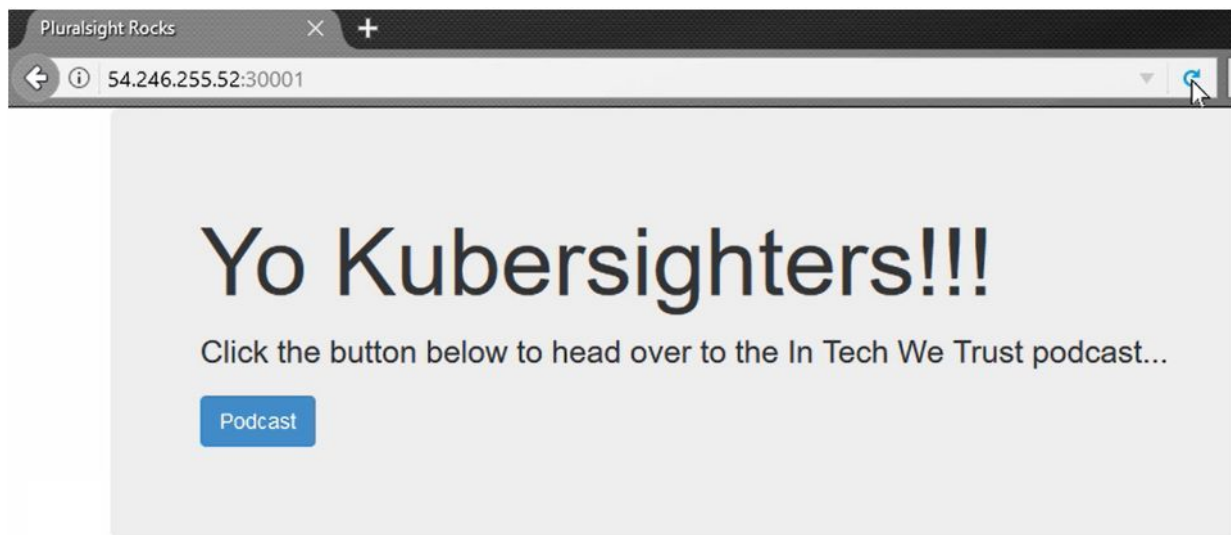 Pluralsight Rocks
54.246.255.52:30001
Yo Kubersighters!!!
Click the button below to head over to the In Tech We Trust podcast...
Podcast